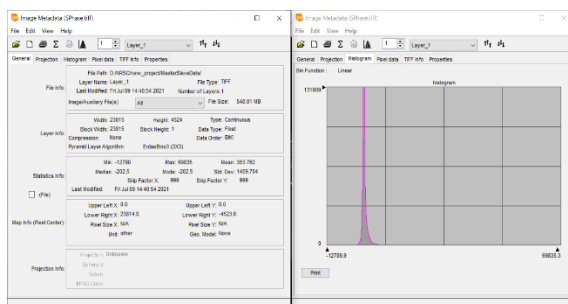 Image Metadata (SPhase.tiff)
File Edit View Help
1 Layer_1
General Projection Histogram Pixel data TIFF Info Properties
File Info:
File Path: D:/NRSC/new_project/MasterSlaveData/
Layer Name: Layer_1 File Type: TIFF
Last Modified: Fri Jul 09 14:40:54 2021 Number of Layers: 1
Image/Auxiliary File(s) All File Size: 548.01 MB
Layer Info:
Width: 23815 Height: 4524 Type: Continuous
Block Width: 23815 Block Height: 1 Data Type: Float
Compression: None Data Order: BIC
Pyramid Layer Algorithm: ErdasBino3 (3X3)
Statistics Info:
Min: -12790 Max: 69835 Mean: 353.762
Median: -202.5 Mode: -202.5 Std. Dev: 1459.704
Skip Factor X: 999 Skip Factor Y: 999
Last Modified: Fri Jul 09 14:40:54 2021
(File)
Map Info (Pixel Center):
Upper Left X: 0.0 Upper Left Y: 0.0
Lower Right X: 23814.0 Lower Right Y: -4523.0
Pixel Size X: N/A Pixel Size Y: N/A
Unit: other Geo. Model: None
Projection Info:
Projection: Unknown
Spheroid:
Datum:
EPSG Code:
Image Metadata (SPhase.tiff)
File Edit View Help
1 Layer_1
General Projection Histogram Pixel data TIFF Info Properties
Bin Function : Linear
histogram
131909
0
-12789.9 69835.3
Print